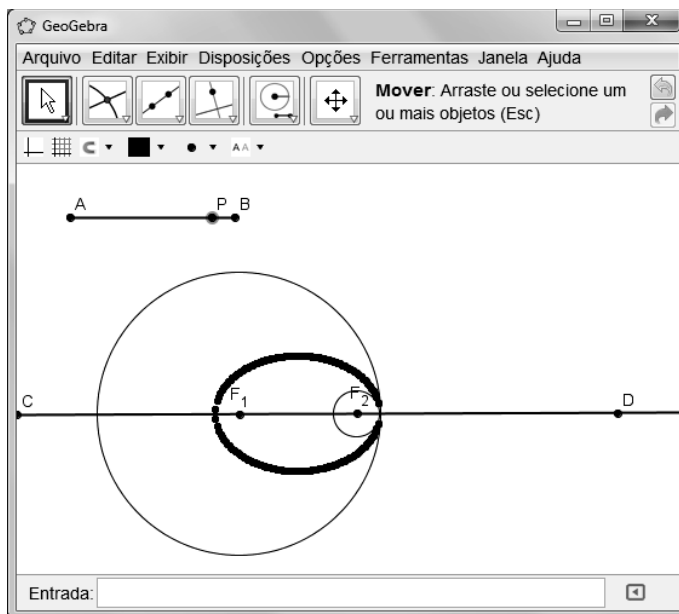 GeoGebra
Arquivo Editar Exibir Disposições Opções Ferramentas Janela Ajuda
Mover: Arraste ou selecione um
ou mais objetos (Esc)
AA
A P B
F1 F2
C D
Entrada: